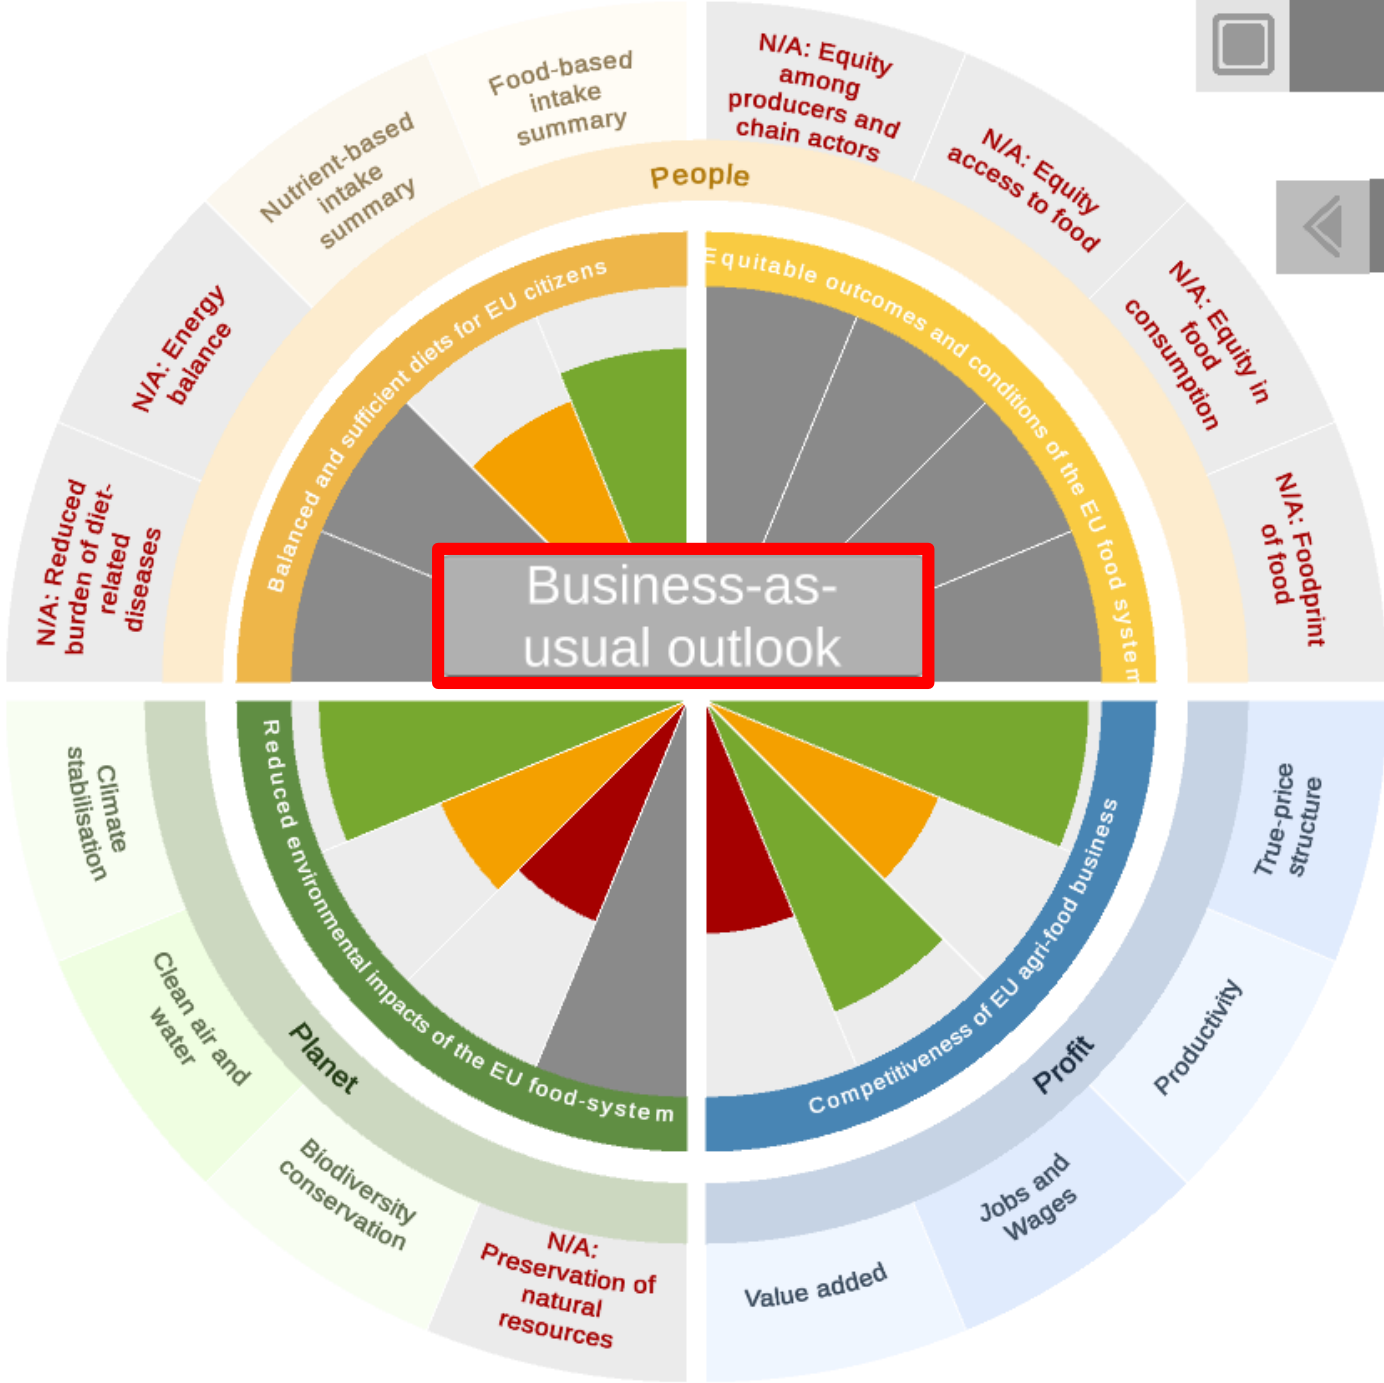 Food-based
intake
summary
N/A: Equity
among
producers and
chain actors
Nutrient-based
intake
summary
N/A: Equity
access to food
People
N/A: Energy
balance
N/A: Equity in
food
consumption
Balanced and sufficient diets for EU citizens
Equitable outcomes and conditions of the EU food system
N/A: Reduced
burden of diet-
related
diseases
N/A: Foodprint
of food
Business-as-
usual outlook
Climate
stabilisation
Reduced environmental impacts of the EU food-system
Competitiveness of EU agri-food business
True-price
structure
Clean air and
water
Planet
Profit
Productivity
Biodiversity
conservation
Jobs and
Wages
N/A:
Preservation of
natural
resources
Value added